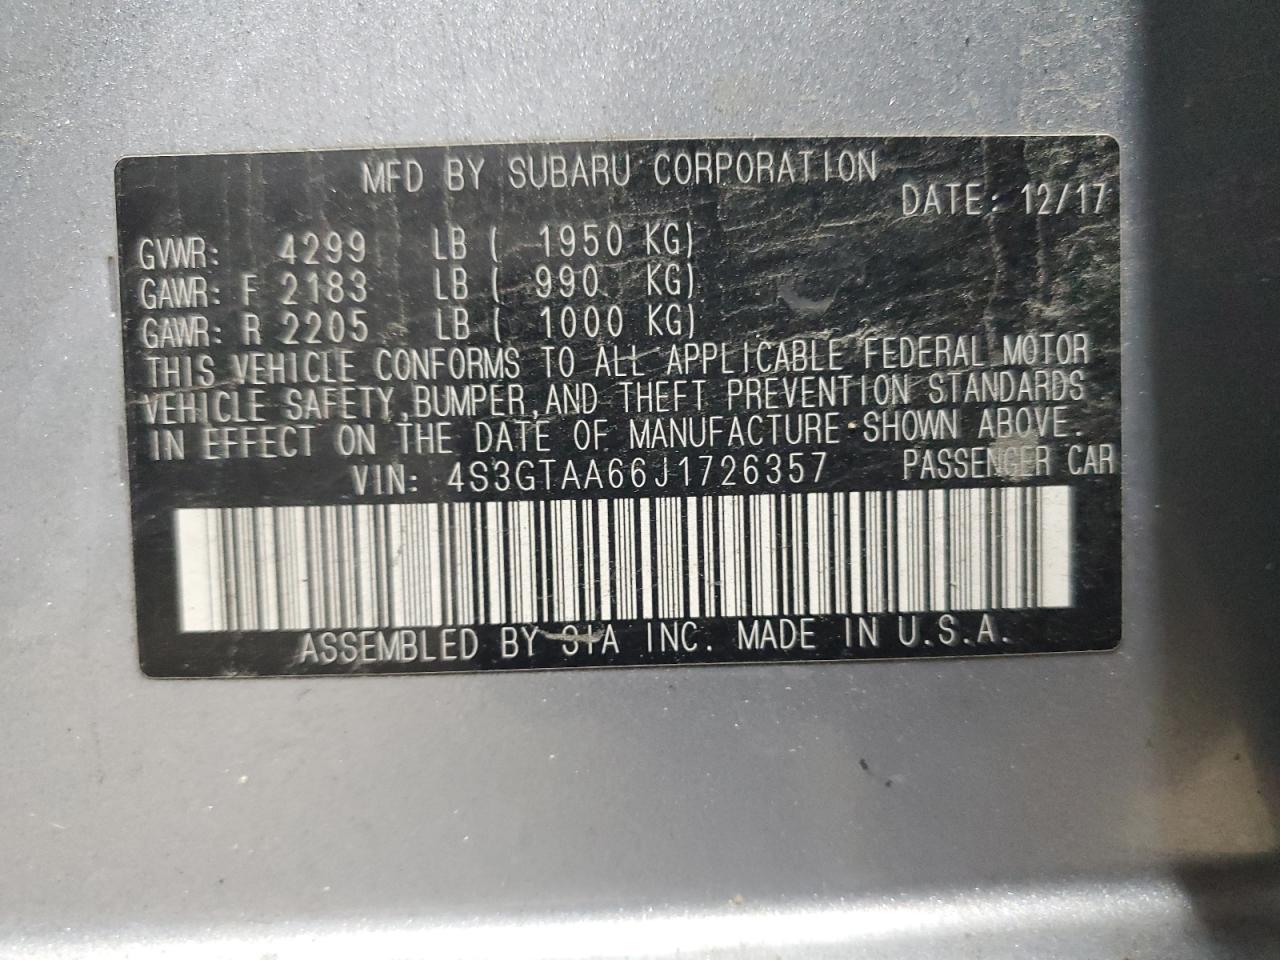 MFD BY SUBARU CORPORATION
DATE: 12/17
GVWR: 4299 LB ( 1950 KG)
GAWR: F 2183 LB ( 990 KG)
GAWR: R 2205 LB ( 1000 KG)
THIS VEHICLE CONFORMS TO ALL APPLICABLE FEDERAL MOTOR
VEHICLE SAFETY,BUMPER,AND THEFT PREVENTION STANDARDS
IN EFFECT ON THE DATE OF MANUFACTURE SHOWN ABOVE.
VIN: 4S3GTAA66J1726357 PASSENGER CAR
ASSEMBLED BY SIA INC. MADE IN U.S.A.